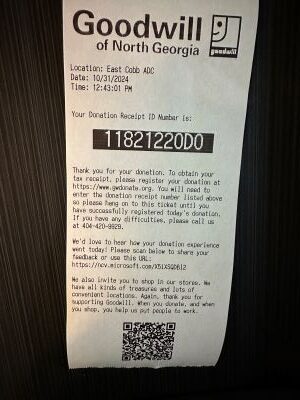 Goodwill
of North Georgia
goodwill
Location: East Cobb ADC
Date: 10/31/2024
Time: 12:43:01 PM
Your Donation Receipt ID Number is:
11821220D0
Thank you for your donation. To obtain your
tax receipt, please register your donation at
https://www.gwdonate.org. You will need to
enter the donation receipt number listed above
so please hang on to this ticket until you
have successfully registered today's donation.
If you have any difficulties, please call us
at 404-420-9929.
We'd love to hear how your donation experience
went today! Please scan below to share your
feedback or use this URL:
We also invite you to shop in our stores. We
have all kinds of treasures and lots of
convenient locations. Again, thank you for
supporting Goodwill. When you donate, and when
you shop, you help us put people to work.